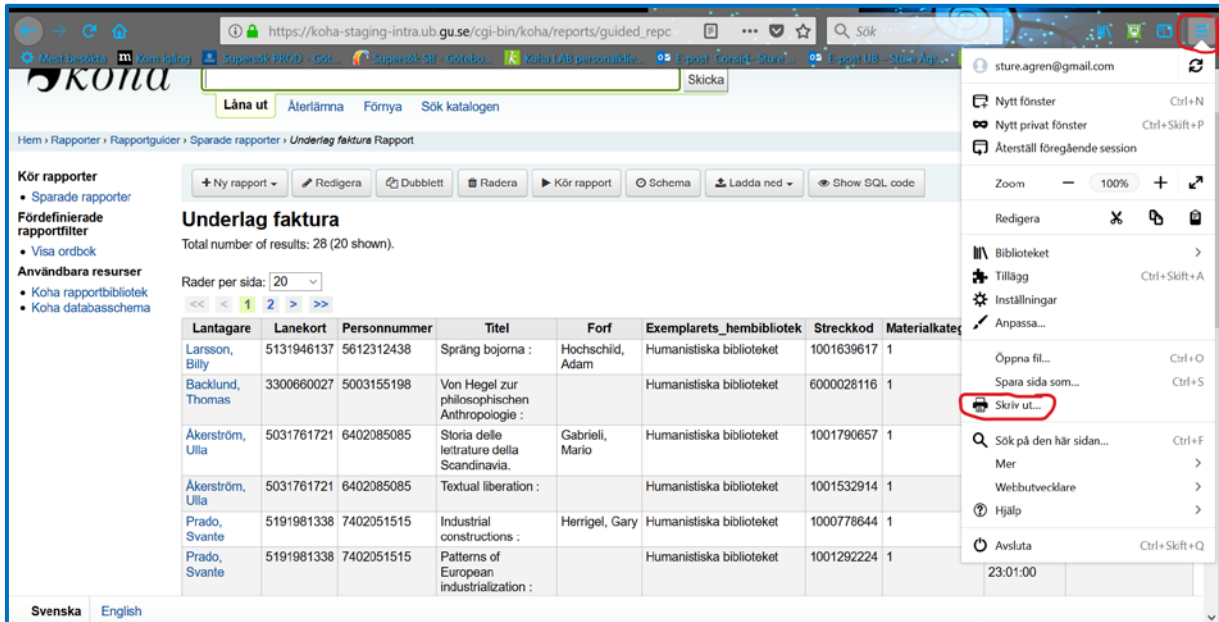 https://koha-staging-intra.ub.gu.se/cgi-bin/koha/reports/guided_repc
Sök
Mest besökta
Kom igång
Supersök PROD - Göt...
Supersök SB - Götebo...
Koha LAB personalklie...
koha
Skicka
Låna ut Återlämna Förnya Sök katalogen
Hem › Rapporter › Rapportguider › Sparade rapporter › Underlag faktura Rapport
Kör rapporter
• Sparade rapporter
Fördefinierade
rapportfilter
• Visa ordbok
Användbara resurser
• Koha rapportbibliotek
• Koha databasschema
+ Ny rapport Redigera Dubblett Radera Kör rapport Schema Ladda ned Show SQL code
Underlag faktura
Total number of results: 28 (20 shown).
Rader per sida: 20
<< < 1 2 > >>
Lantagare Lanekort Personnummer Titel Forf Exemplarets_hembibliotek Streckkod Materialkateg
Larsson, Billy 5131946137 5612312438 Spräng bojorna : Hochschild, Adam Humanistiska biblioteket 1001639617 1
Backlund, Thomas 3300660027 5003155198 Von Hegel zur philosophischen Anthropologie : Humanistiska biblioteket 6000028116 1
Åkerström, Ulla 5031761721 6402085085 Storia delle lettrature della Scandinavia. Gabrieli, Mario Humanistiska biblioteket 1001790657 1
Åkerström, Ulla 5031761721 6402085085 Textual liberation : Humanistiska biblioteket 1001532914 1
Prado, Svante 5191981338 7402051515 Industrial constructions : Herrigel, Gary Humanistiska biblioteket 1000778644 1
Prado, Svante 5191981338 7402051515 Patterns of European industrialization : Humanistiska biblioteket 1001292224 1
23:01:00
Svenska English
sture.agren@gmail.com
Nytt fönster Ctrl+N
Nytt privat fönster Ctrl+Skift+P
Återställ föregående session
Zoom − 100% +
Redigera
Biblioteket >
Tillägg Ctrl+Skift+A
Inställningar
Anpassa...
Öppna fil... Ctrl+O
Spara sida som... Ctrl+S
Skriv ut...
Sök på den här sidan... Ctrl+F
Mer >
Webbutvecklare >
Hjälp >
Avsluta Ctrl+Skift+Q